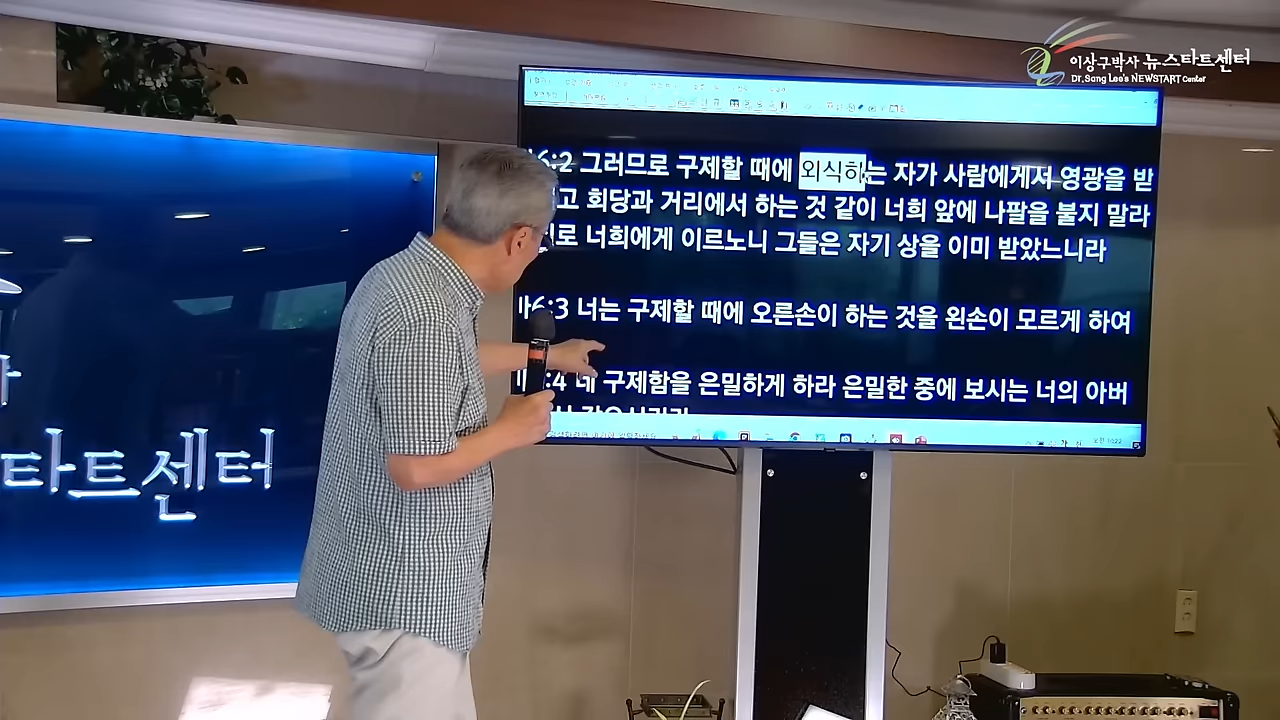 이상구박사 뉴스타트센터
Dr. Sang Lee's NEWSTART Center
6:2 그러므로 구제할 때에 외식하는 자가 사람에게서 영광을 받
고 회당과 거리에서 하는 것 같이 너희 앞에 나팔을 불지 말라
로 너희에게 이르노니 그들은 자기 상을 이미 받았느니라
마6:3 너는 구제할 때에 오른손이 하는 것을 왼손이 모르게 하여
:4 네 구제함을 은밀하게 하라 은밀한 중에 보시는 너의 아버
오전 10:22
스타트센터